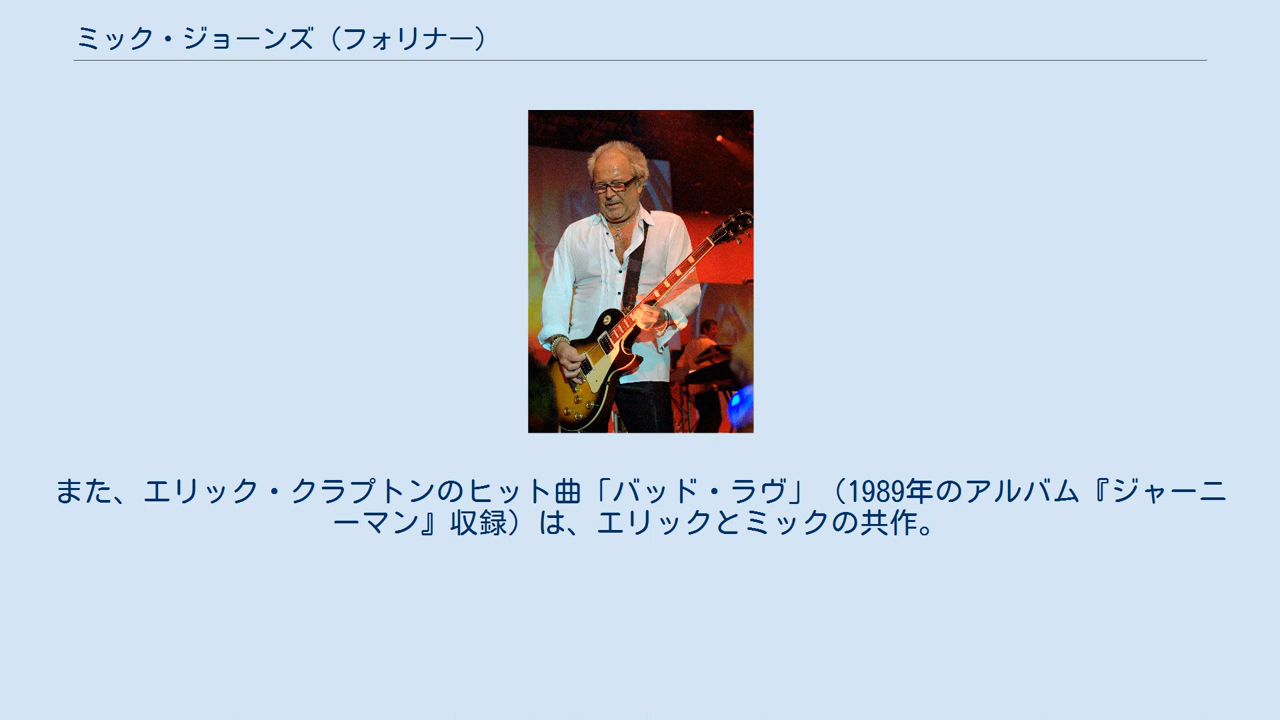 ミック・ジョーンズ（フォリナー）
また、エリック・クラプトンのヒット曲「バッド・ラヴ」（1989年のアルバム『ジャーニ
ーマン』収録）は、エリックとミックの共作。